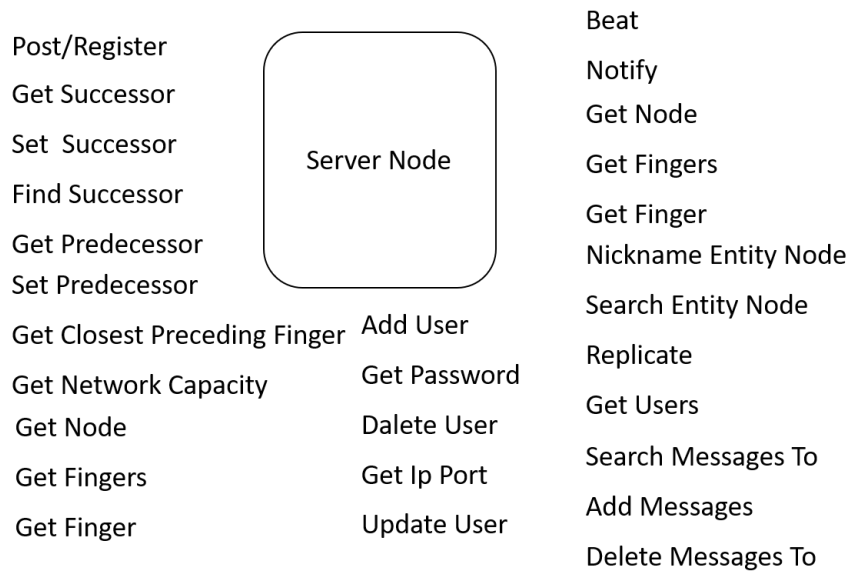 Post/Register
Get Successor
Set  Successor
Find Successor
Get Predecessor
Set Predecessor
Get Closest Preceding Finger
Get Network Capacity
Get Node
Get Fingers
Get Finger
Server Node
Add User
Get Password
Dalete User
Get Ip Port
Update User
Beat
Notify
Get Node
Get Fingers
Get Finger
Nickname Entity Node
Search Entity Node
Replicate
Get Users
Search Messages To
Add Messages
Delete Messages To